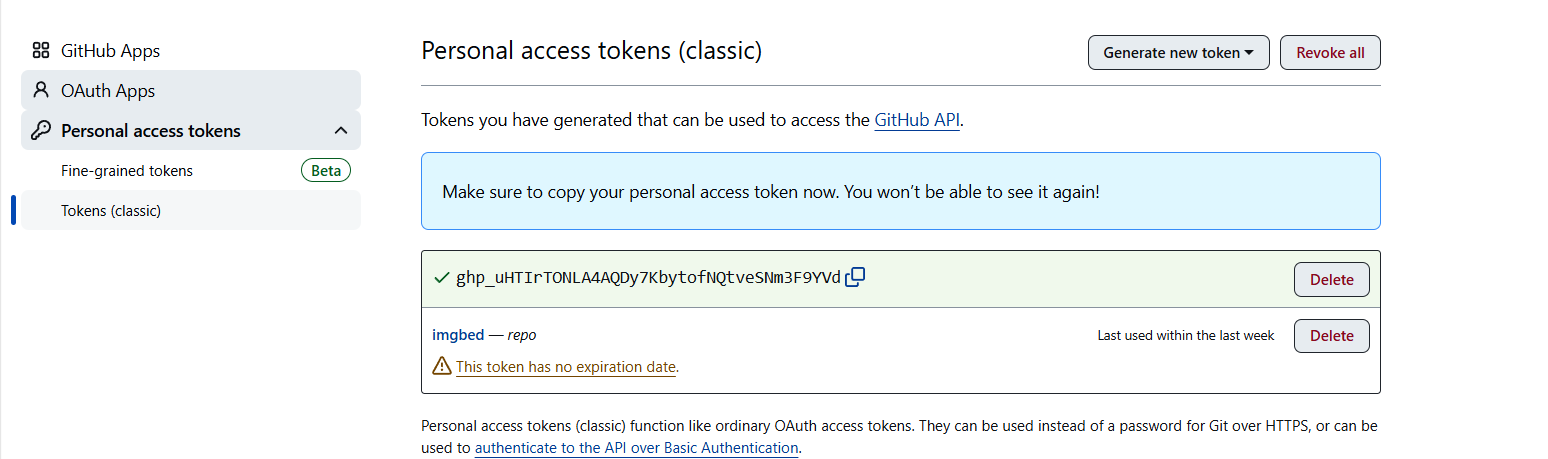 GitHub Apps
OAuth Apps
Personal access tokens
Fine-grained tokens Beta
Tokens (classic)
Personal access tokens (classic)
Generate new token
Revoke all
Tokens you have generated that can be used to access the GitHub API.
Make sure to copy your personal access token now. You won’t be able to see it again!
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
Delete
imgbed — repo
Last used within the last week
Delete
This token has no expiration date.
Personal access tokens (classic) function like ordinary OAuth access tokens. They can be used instead of a password for Git over HTTPS, or can be
used to authenticate to the API over Basic Authentication.